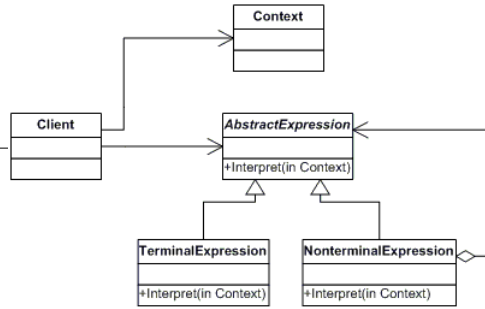 Context
Client
AbstractExpression
+Interpret(in Context)
TerminalExpression
+Interpret(in Context)
NonterminalExpression
+Interpret(in Context)